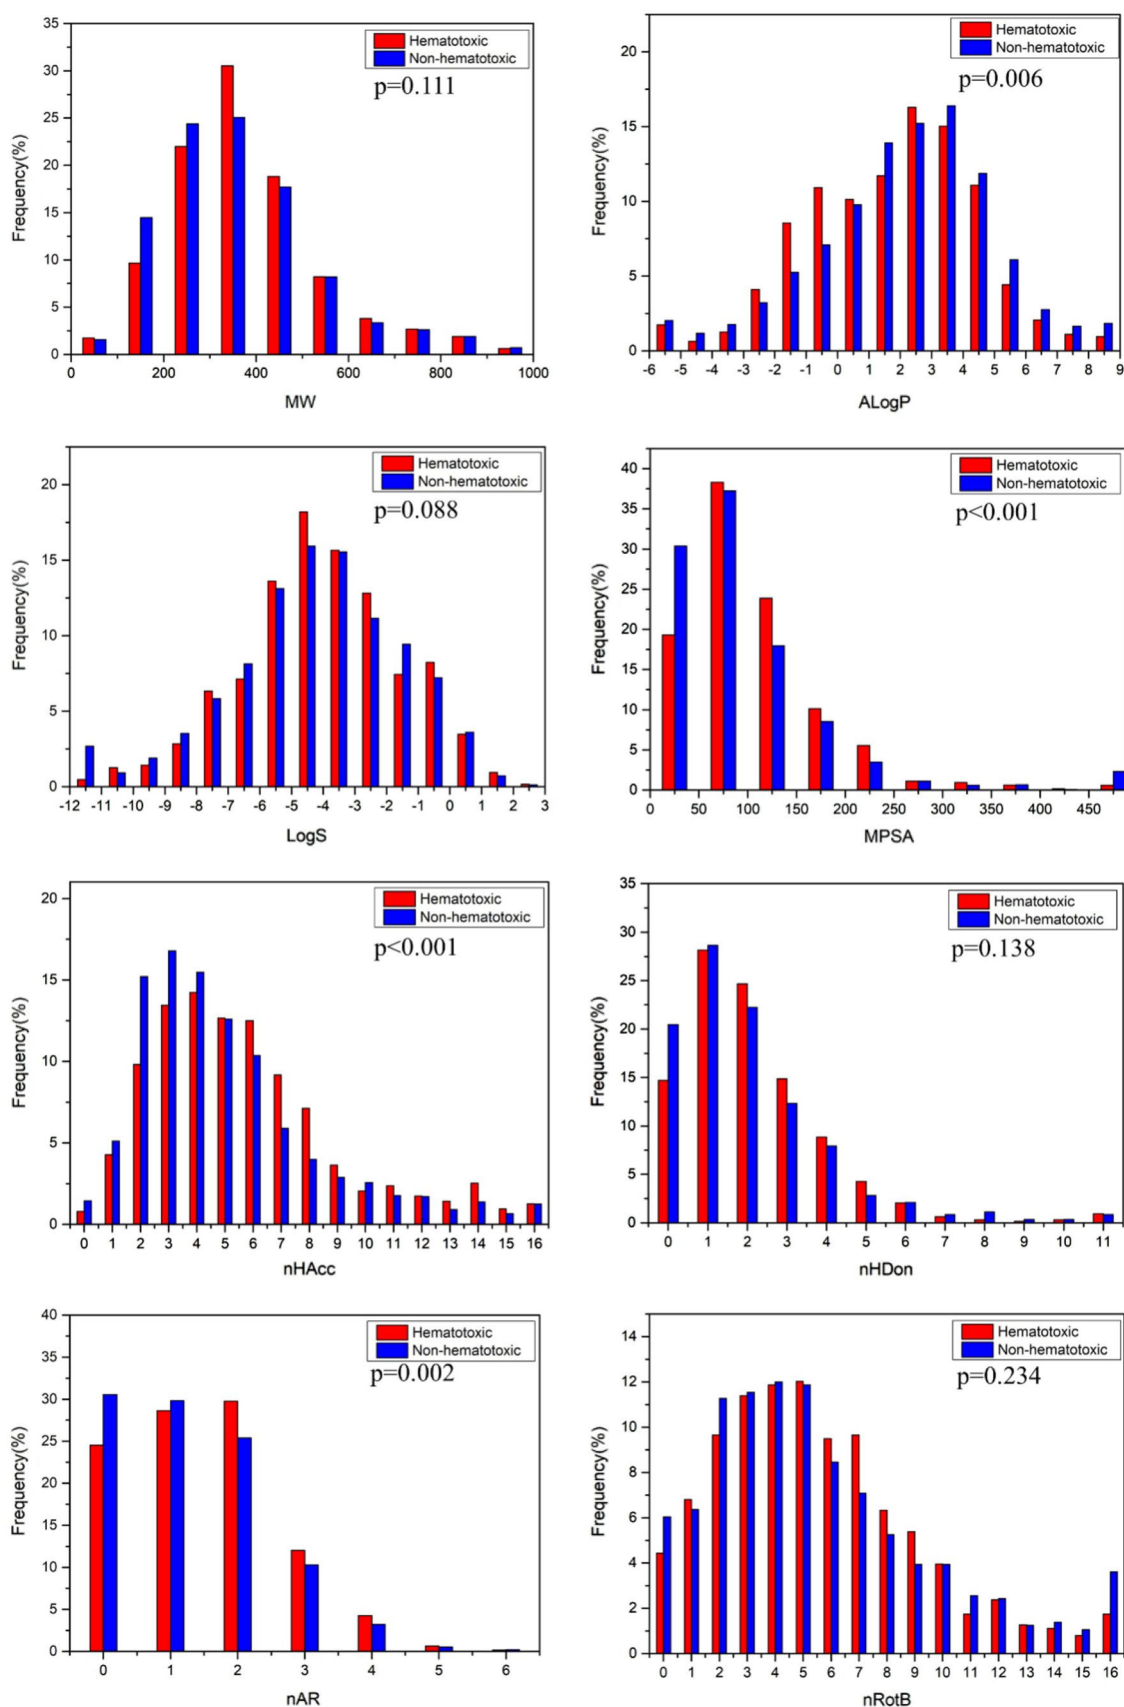 35
30
25
20
15
10
5
0
Frequency(%)
Hematotoxic
Non-hematotoxic
p=0.111
0 200 400 600 800 1000
MW
20
15
10
5
0
Frequency(%)
Hematotoxic
Non-hematotoxic
p=0.006
-6 -5 -4 -3 -2 -1 0 1 2 3 4 5 6 7 8 9
ALogP
20
15
10
5
0
Frequency(%)
Hematotoxic
Non-hematotoxic
p=0.088
-12 -11 -10 -9 -8 -7 -6 -5 -4 -3 -2 -1 0 1 2 3
LogS
40
35
30
25
20
15
10
5
0
Frequency(%)
Hematotoxic
Non-hematotoxic
p<0.001
0 50 100 150 200 250 300 350 400 450
MPSA
20
15
10
5
0
Frequency(%)
Hematotoxic
Non-hematotoxic
p<0.001
0 1 2 3 4 5 6 7 8 9 10 11 12 13 14 15 16
nHAcc
35
30
25
20
15
10
5
0
Frequency(%)
Hematotoxic
Non-hematotoxic
p=0.138
0 1 2 3 4 5 6 7 8 9 10 11
nHDon
40
35
30
25
20
15
10
5
0
Frequency(%)
Hematotoxic
Non-hematotoxic
p=0.002
0 1 2 3 4 5 6
nAR
14
12
10
8
6
4
2
0
Frequency(%)
Hematotoxic
Non-hematotoxic
p=0.234
0 1 2 3 4 5 6 7 8 9 10 11 12 13 14 15 16
nRotB